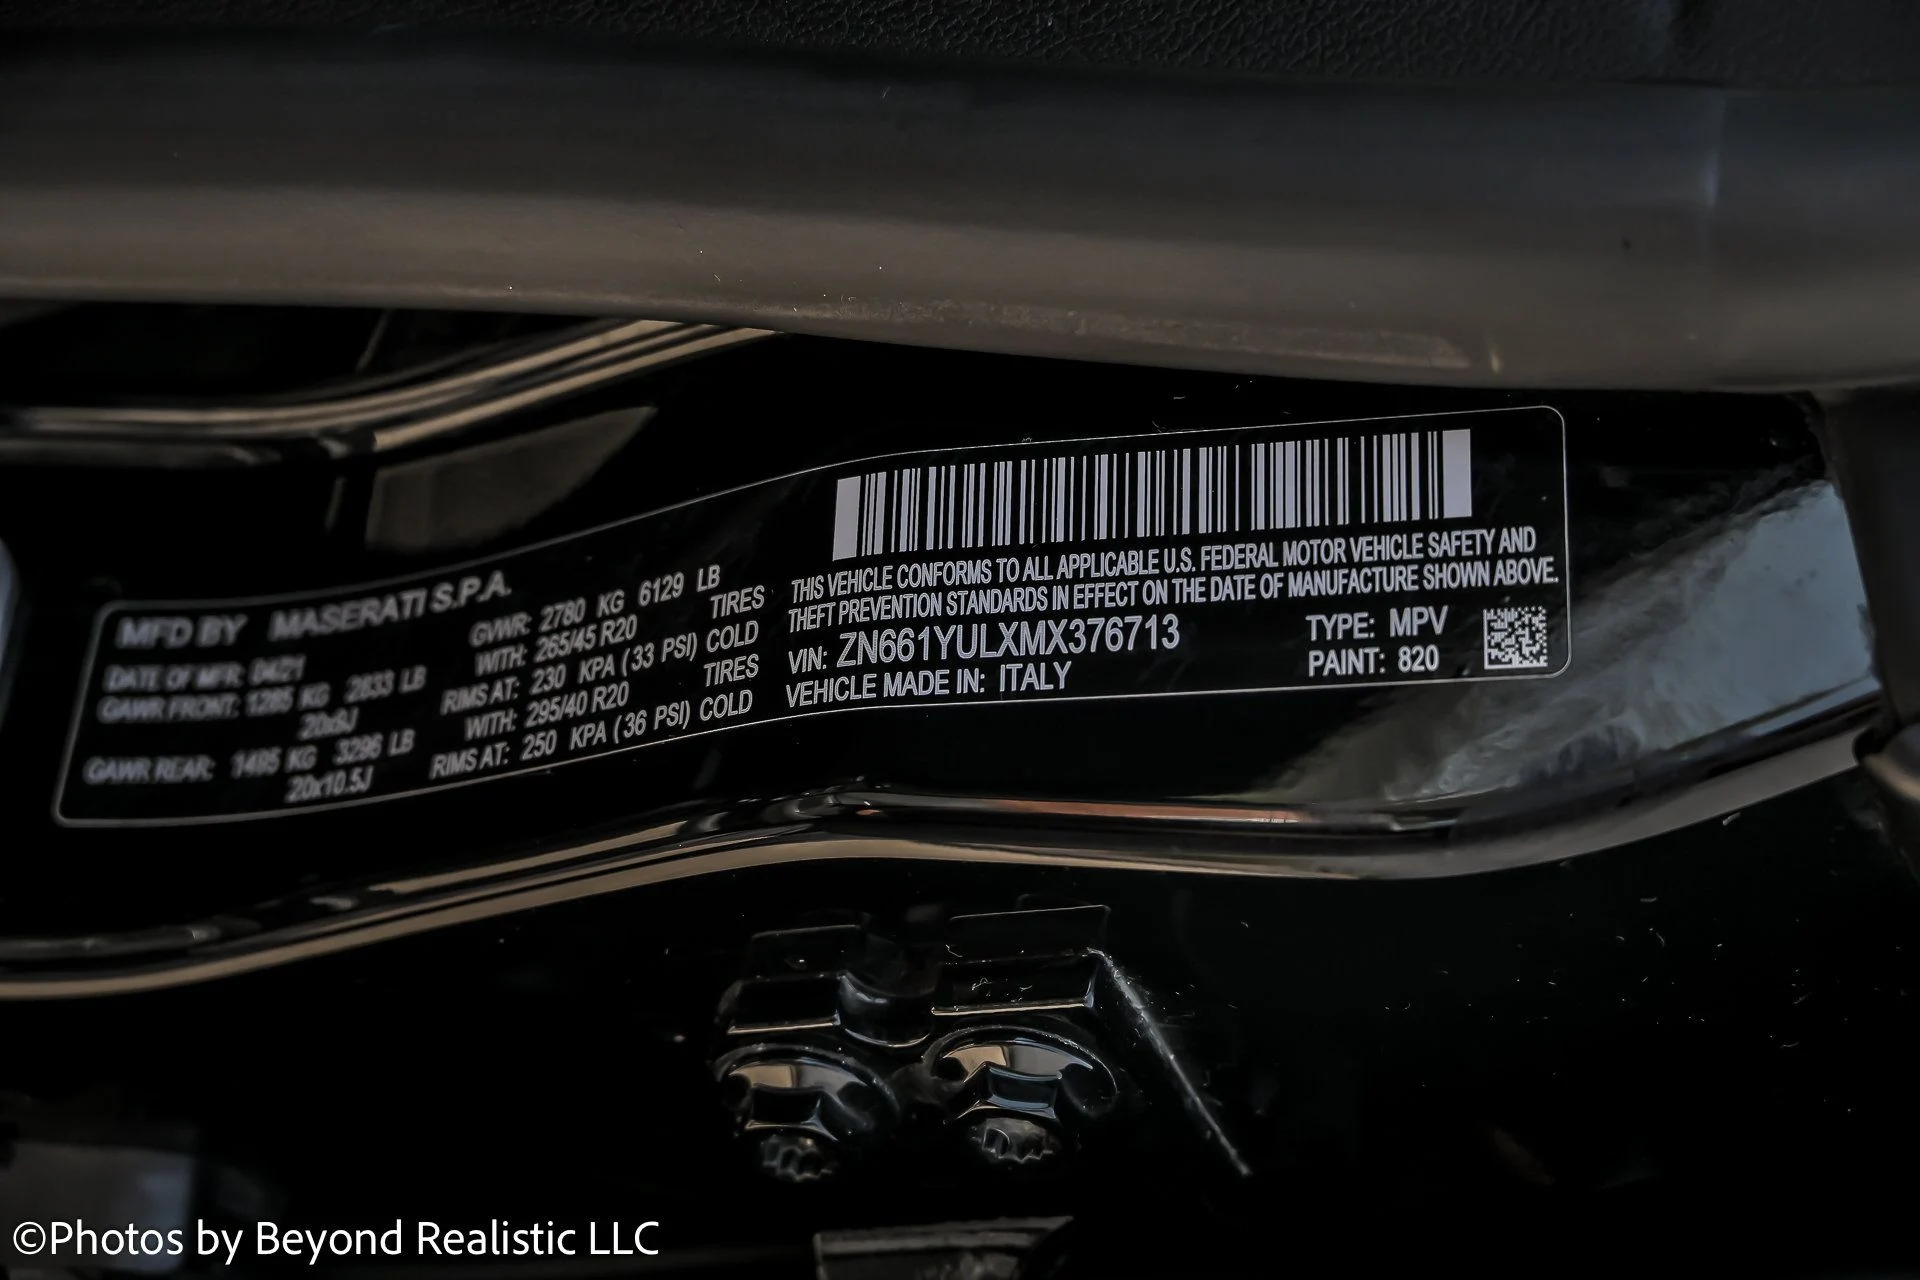 MFD BY MASERATI S.P.A.
DATE OF MFR: 04/21
GVWR: 2780 KG 6129 LB
GAWR FRONT: 1285 KG 2833 LB
WITH: 265/45 R20 TIRES
20x8J
RIMS AT: 230 KPA (33 PSI) COLD
GAWR REAR: 1495 KG 3296 LB
WITH: 295/40 R20 TIRES
20x10.5J
RIMS AT: 250 KPA (36 PSI) COLD
THIS VEHICLE CONFORMS TO ALL APPLICABLE U.S. FEDERAL MOTOR VEHICLE SAFETY AND
THEFT PREVENTION STANDARDS IN EFFECT ON THE DATE OF MANUFACTURE SHOWN ABOVE.
VIN: ZN661YULXMX376713
TYPE: MPV
VEHICLE MADE IN: ITALY
PAINT: 820
©Photos by Beyond Realistic LLC